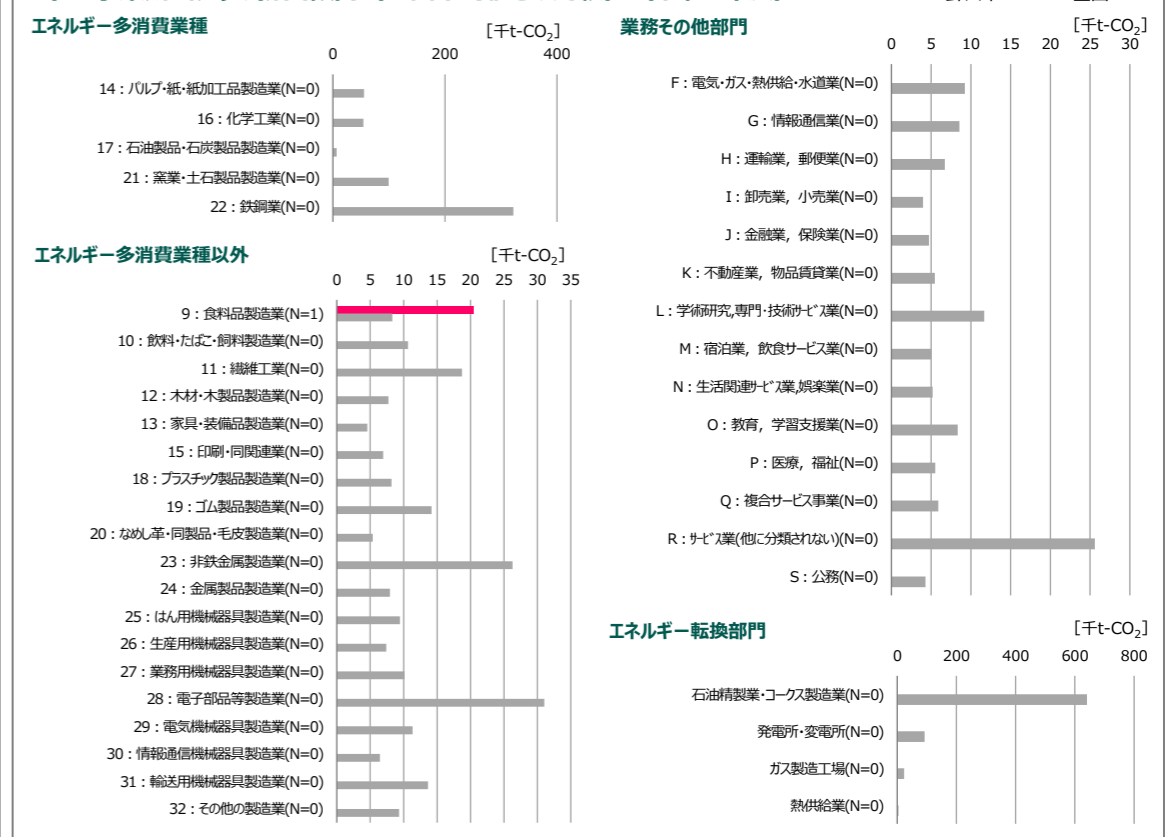 エネルギー多消費業種
[千t-CO2]
0 200 400
14：パルプ・紙・紙加工品製造業(N=0)
16：化学工業(N=0)
17：石油製品・石炭製品製造業(N=0)
21：窯業・土石製品製造業(N=0)
22：鉄鋼業(N=0)
エネルギー多消費業種以外
[千t-CO2]
0 5 10 15 20 25 30 35
9：食料品製造業(N=1)
10：飲料・たばこ・飼料製造業(N=0)
11：繊維工業(N=0)
12：木材・木製品製造業(N=0)
13：家具・装備品製造業(N=0)
15：印刷・同関連業(N=0)
18：プラスチック製品製造業(N=0)
19：ゴム製品製造業(N=0)
20：なめし革・同製品・毛皮製造業(N=0)
23：非鉄金属製造業(N=0)
24：金属製品製造業(N=0)
25：はん用機械器具製造業(N=0)
26：生産用機械器具製造業(N=0)
27：業務用機械器具製造業(N=0)
28：電子部品等製造業(N=0)
29：電気機械器具製造業(N=0)
30：情報通信機械器具製造業(N=0)
31：輸送用機械器具製造業(N=0)
32：その他の製造業(N=0)
業務その他部門
[千t-CO2]
0 5 10 15 20 25 30
F：電気・ガス・熱供給・水道業(N=0)
G：情報通信業(N=0)
H：運輸業，郵便業(N=0)
I：卸売業，小売業(N=0)
J：金融業，保険業(N=0)
K：不動産業，物品賃貸業(N=0)
L：学術研究,専門・技術ｻｰﾋﾞｽ業(N=0)
M：宿泊業，飲食サービス業(N=0)
N：生活関連ｻｰﾋﾞｽ業,娯楽業(N=0)
O：教育，学習支援業(N=0)
P：医療，福祉(N=0)
Q：複合サービス事業(N=0)
R：ｻｰﾋﾞｽ業(他に分類されない)(N=0)
S：公務(N=0)
エネルギー転換部門
[千t-CO2]
0 200 400 600 800
石油精製業・コークス製造業(N=0)
発電所・変電所(N=0)
ガス製造工場(N=0)
熱供給業(N=0)